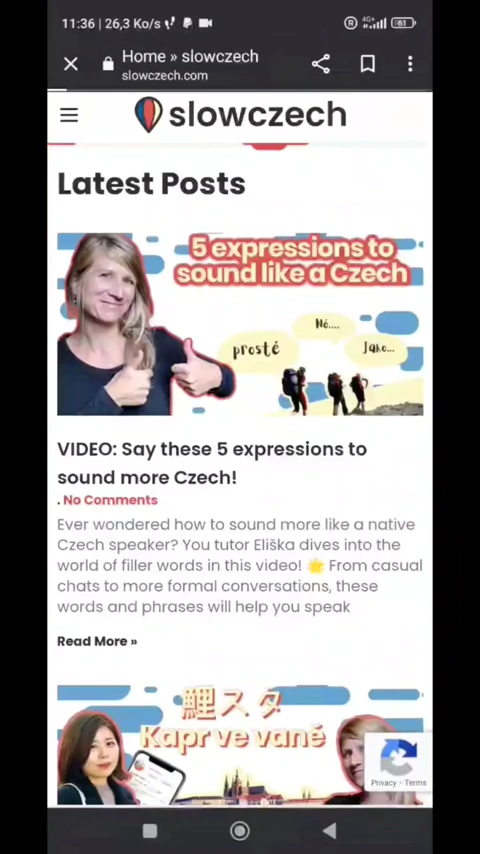 11:36 | 26,3 Ko/s
4G+
61
Home » slowczech
slowczech.com
slowczech
Latest Posts
5 expressions to
sound like a Czech
Nó....
prostě
Jako...
VIDEO: Say these 5 expressions to
sound more Czech!
. No Comments
Ever wondered how to sound more like a native
Czech speaker? You tutor Eliška dives into the
world of filler words in this video! 🌟 From casual
chats to more formal conversations, these
words and phrases will help you speak
Read More »
鯉スタ
Kapr ve vaně
Privacy - Terms